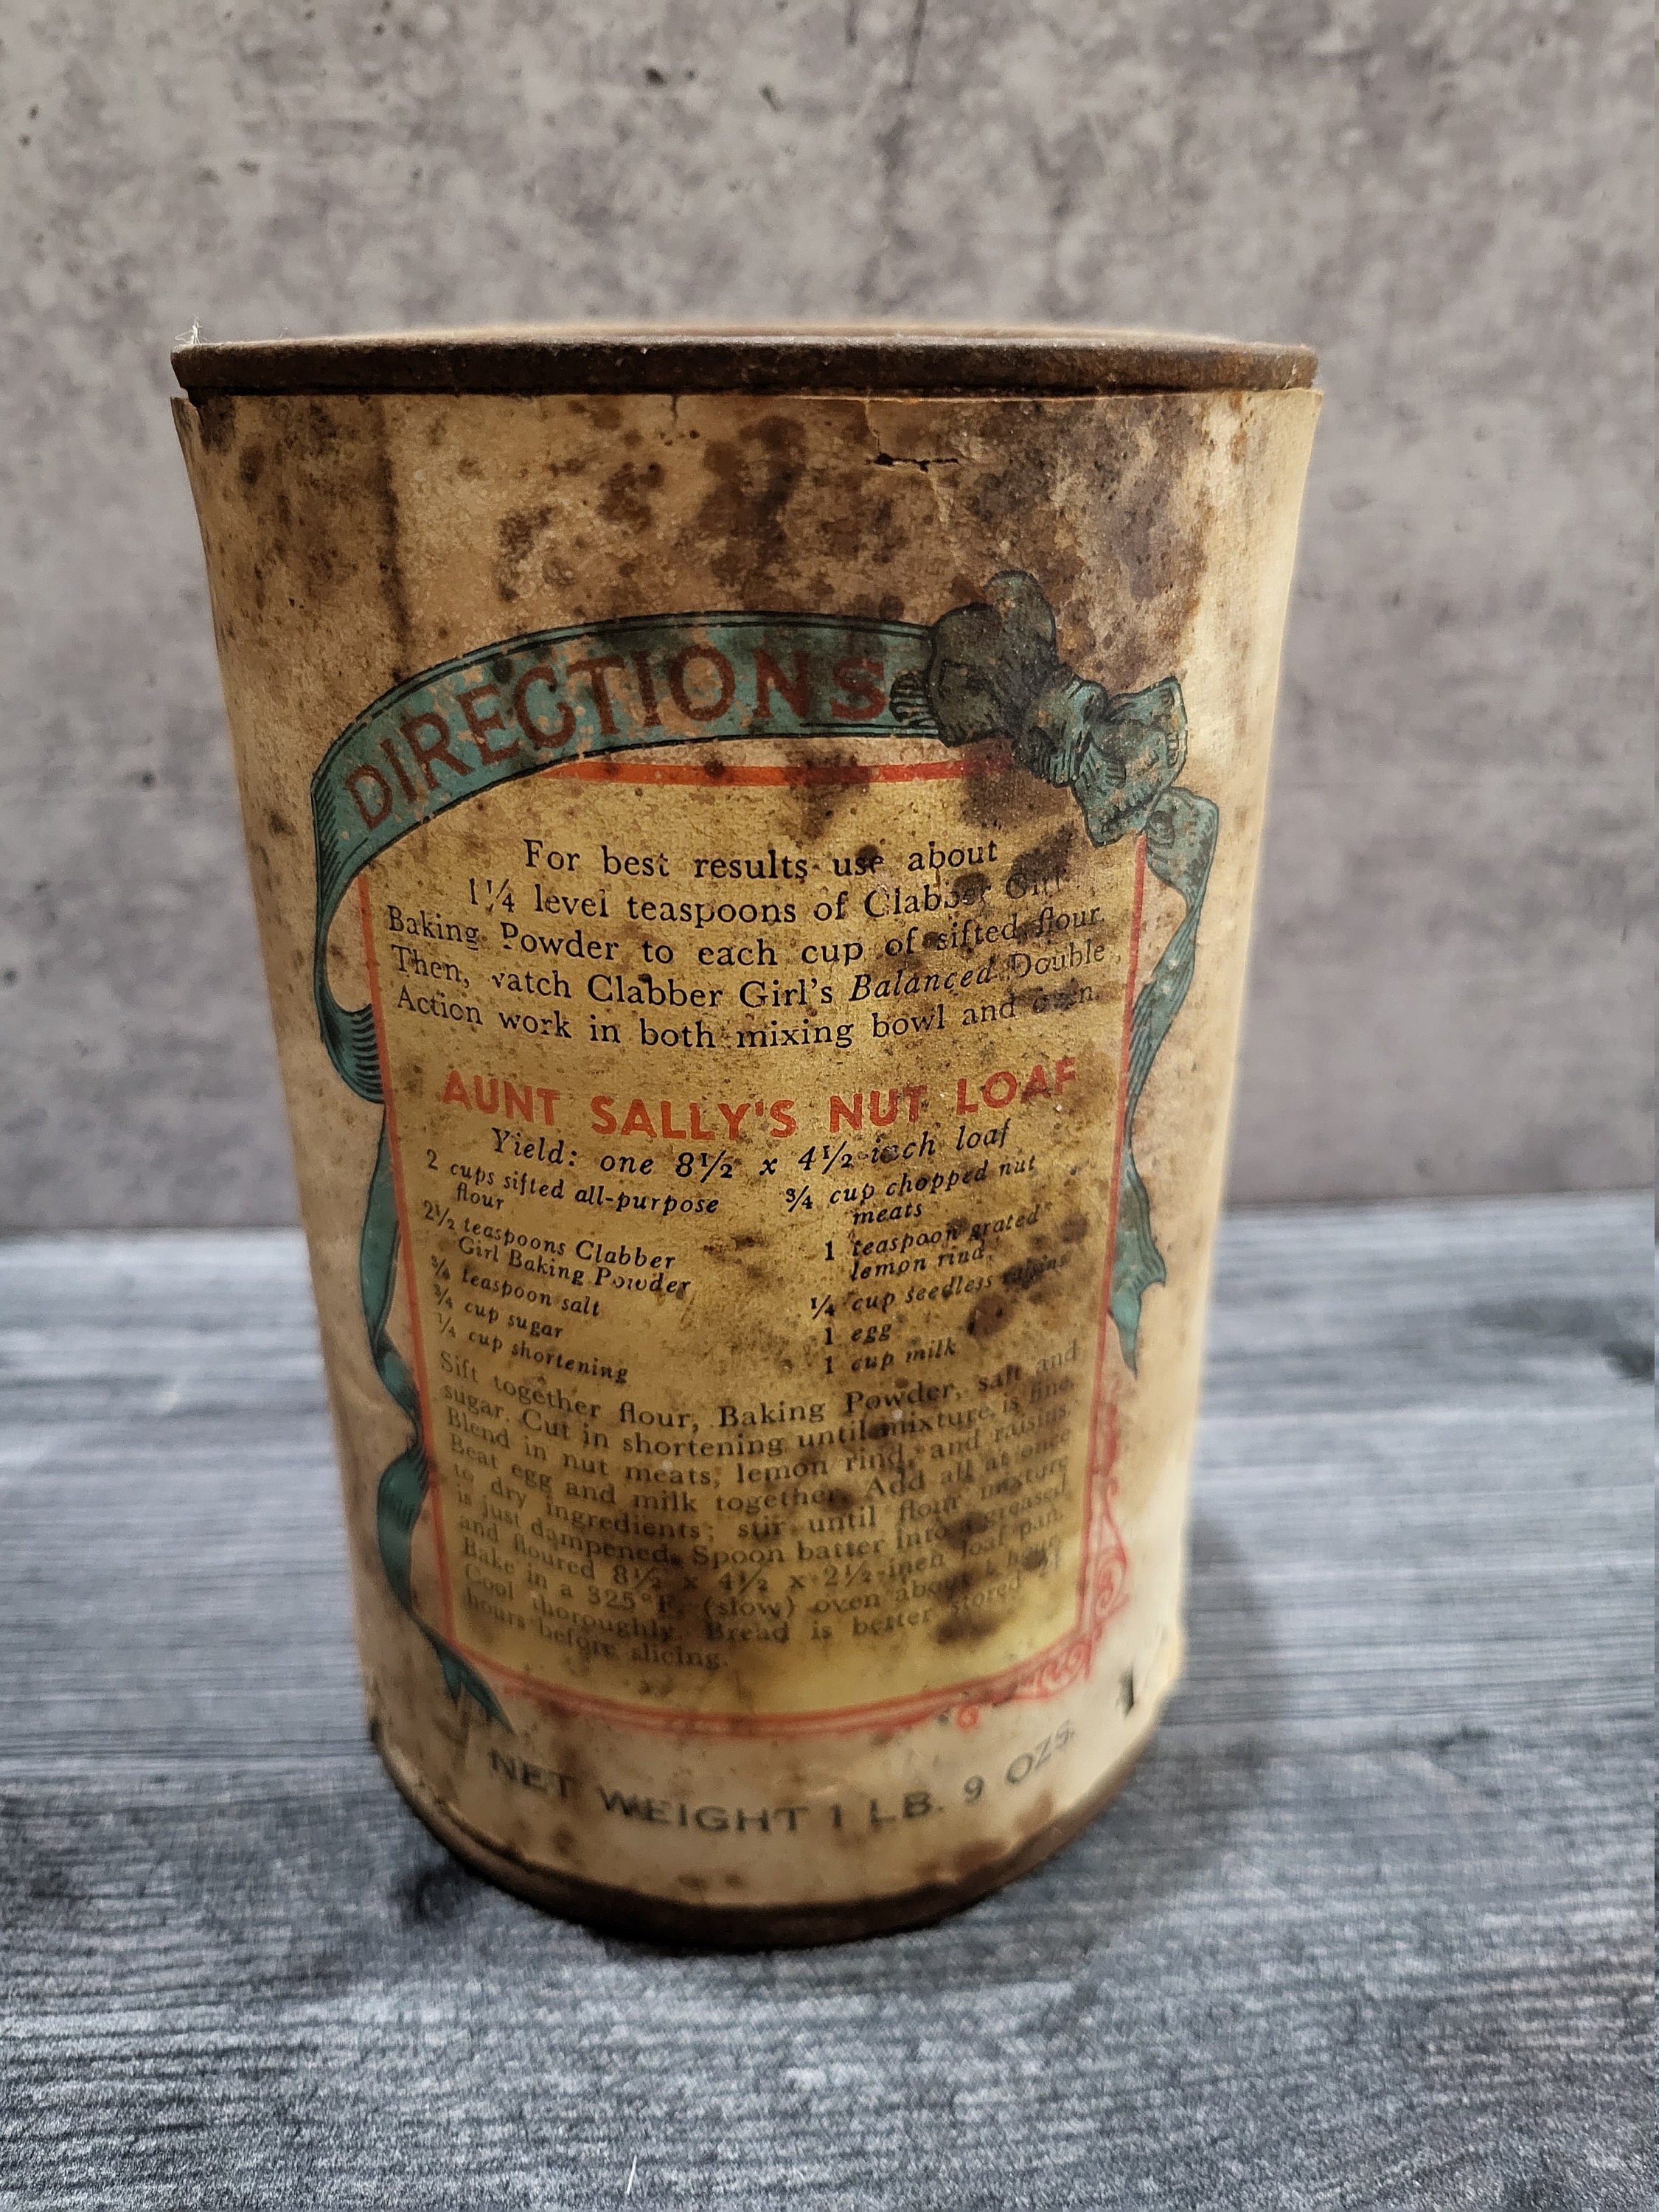 DIRECTIONS
For best results use about
1 1/4 level teaspoons of Clabber Girl
Baking Powder to each cup of sifted flour.
Then, watch Clabber Girl's Balanced Double
Action work in both mixing bowl and oven.
AUNT SALLY'S NUT LOAF
Yield: one 8½ x 4½-inch loaf
2 cups sifted all-purpose
flour
2½ teaspoons Clabber
Girl Baking Powder
¾ teaspoon salt
¾ cup sugar
¼ cup shortening
¾ cup chopped nut
meats
1 teaspoon grated
lemon rind
¼ cup seedless raisins
1 egg
1 cup milk
Sift together flour, Baking Powder, salt and
sugar. Cut in shortening until mixture is fine.
Blend in nut meats, lemon rind, and raisins.
Beat egg and milk together. Add all at once
to dry ingredients; stir until flour mixture
is just dampened. Spoon batter into a greased
and floured 8½ x 4½ x 2½-inch loaf pan.
Bake in a 325°F. (slow) oven about 1 hour.
Cool thoroughly. Bread is better stored
hours before slicing.
NET WEIGHT 1 LB. 9 OZS.
1